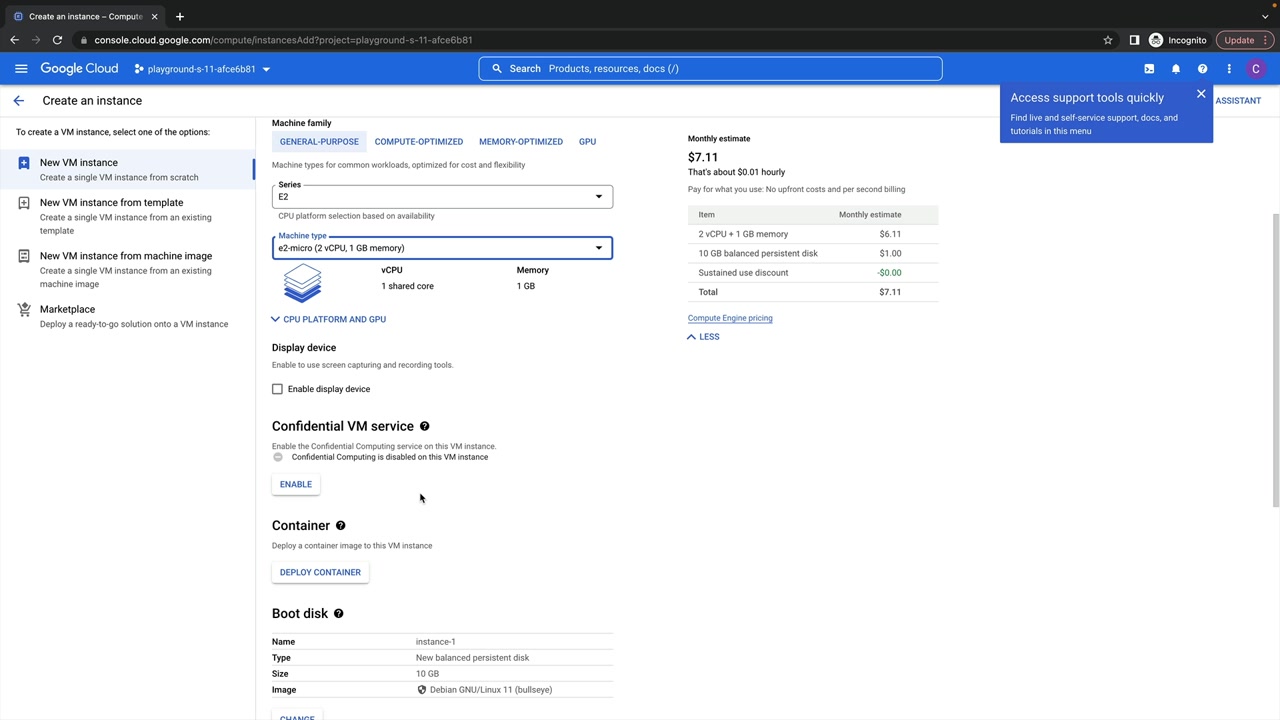 Create an instance – Compute
console.cloud.google.com/compute/instancesAdd?project=playground-s-11-afce6b81
Incognito
Update
Google Cloud
playground-s-11-afce6b81
Search Products, resources, docs (/)
C
Create an instance
ASSISTANT
Access support tools quickly
Find live and self-service support, docs, and
tutorials in this menu
To create a VM instance, select one of the options:
New VM instance
Create a single VM instance from scratch
New VM instance from template
Create a single VM instance from an existing
template
New VM instance from machine image
Create a single VM instance from an existing
machine image
Marketplace
Deploy a ready-to-go solution onto a VM instance
Machine family
GENERAL-PURPOSE COMPUTE-OPTIMIZED MEMORY-OPTIMIZED GPU
Machine types for common workloads, optimized for cost and flexibility
Series
E2
CPU platform selection based on availability
Machine type
e2-micro (2 vCPU, 1 GB memory)
vCPU Memory
1 shared core 1 GB
CPU PLATFORM AND GPU
Display device
Enable to use screen capturing and recording tools.
Enable display device
Confidential VM service
Enable the Confidential Computing service on this VM instance.
Confidential Computing is disabled on this VM instance
ENABLE
Container
Deploy a container image to this VM instance
DEPLOY CONTAINER
Boot disk
Name instance-1
Type New balanced persistent disk
Size 10 GB
Image Debian GNU/Linux 11 (bullseye)
CHANGE
Monthly estimate
$7.11
That's about $0.01 hourly
Pay for what you use: No upfront costs and per second billing
Item Monthly estimate
2 vCPU + 1 GB memory $6.11
10 GB balanced persistent disk $1.00
Sustained use discount -$0.00
Total $7.11
Compute Engine pricing
LESS